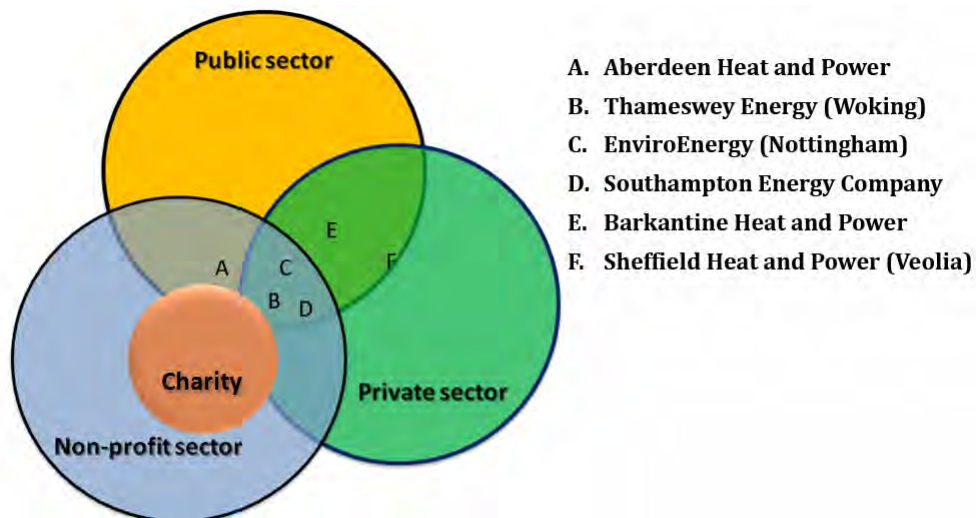 Public sector
A. Aberdeen Heat and Power
B. Thameswey Energy (Woking)
C. EnviroEnergy (Nottingham)
D. Southampton Energy Company
E. Barkantine Heat and Power
F. Sheffield Heat and Power (Veolia)
E
A
C
F
B
D
Charity
Private sector
Non-profit sector